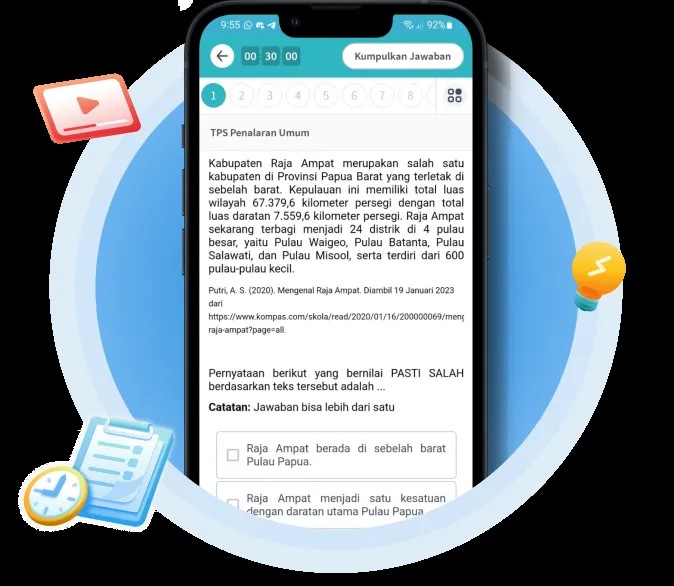 9:55 92%
00 30 00 Kumpulkan Jawaban
1 2 3 4 5 6 7 8
TPS Penalaran Umum
Kabupaten Raja Ampat merupakan salah satu
kabupaten di Provinsi Papua Barat yang terletak di
sebelah barat. Kepulauan ini memiliki total luas
wilayah 67.379,6 kilometer persegi dengan total
luas daratan 7.559,6 kilometer persegi. Raja Ampat
sekarang terbagi menjadi 24 distrik di 4 pulau
besar, yaitu Pulau Waigeo, Pulau Batanta, Pulau
Salawati, dan Pulau Misool, serta terdiri dari 600
pulau-pulau kecil.
Putri, A. S. (2020). Mengenal Raja Ampat. Diambil 19 Januari 2023
dari
https://www.kompas.com/skola/read/2020/01/16/200000069/meng
raja-ampat?page=all.
Pernyataan berikut yang bernilai PASTI SALAH
berdasarkan teks tersebut adalah ...
Catatan: Jawaban bisa lebih dari satu
Raja Ampat berada di sebelah barat
Pulau Papua.
Raja Ampat menjadi satu kesatuan
dengan daratan utama Pulau Papua